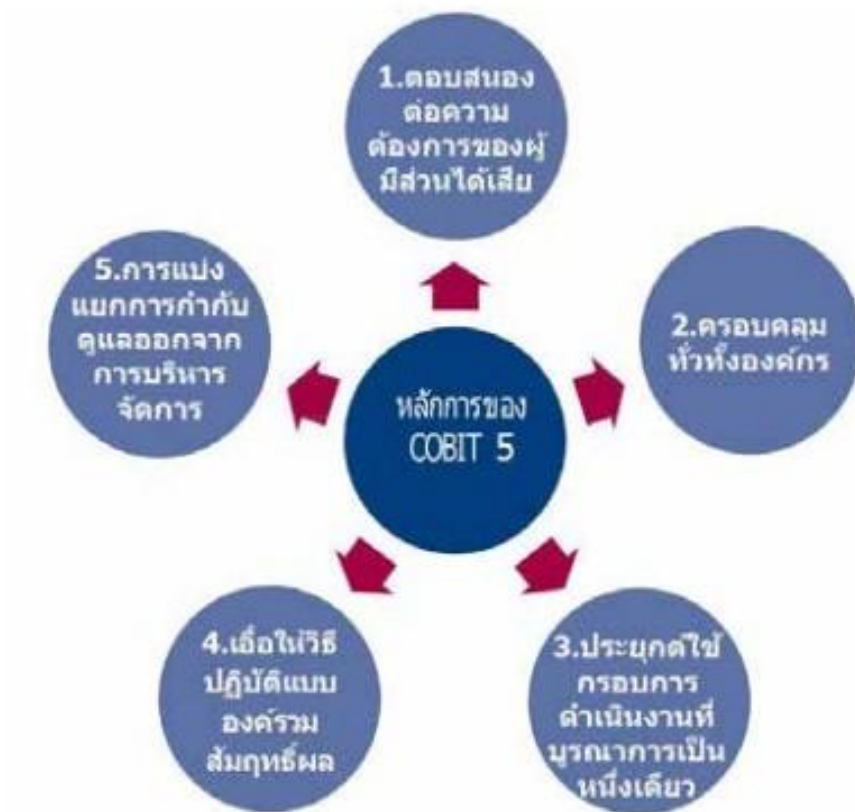 1.ตอบสนอง
ต่อความ
ต้องการของผู้
มีส่วนได้เสีย
2.ครอบคลุม
ทั่วทั้งองค์กร
3.ประยุกต์ใช้
กรอบการ
ดำเนินงานที่
บูรณาการเป็น
หนึ่งเดียว
4.เอื้อให้วิธี
ปฏิบัติแบบ
องค์รวม
สัมฤทธิ์ผล
5.การแบ่ง
แยกการกำกับ
ดูแลออกจาก
การบริหาร
จัดการ
หลักการของ
COBIT 5